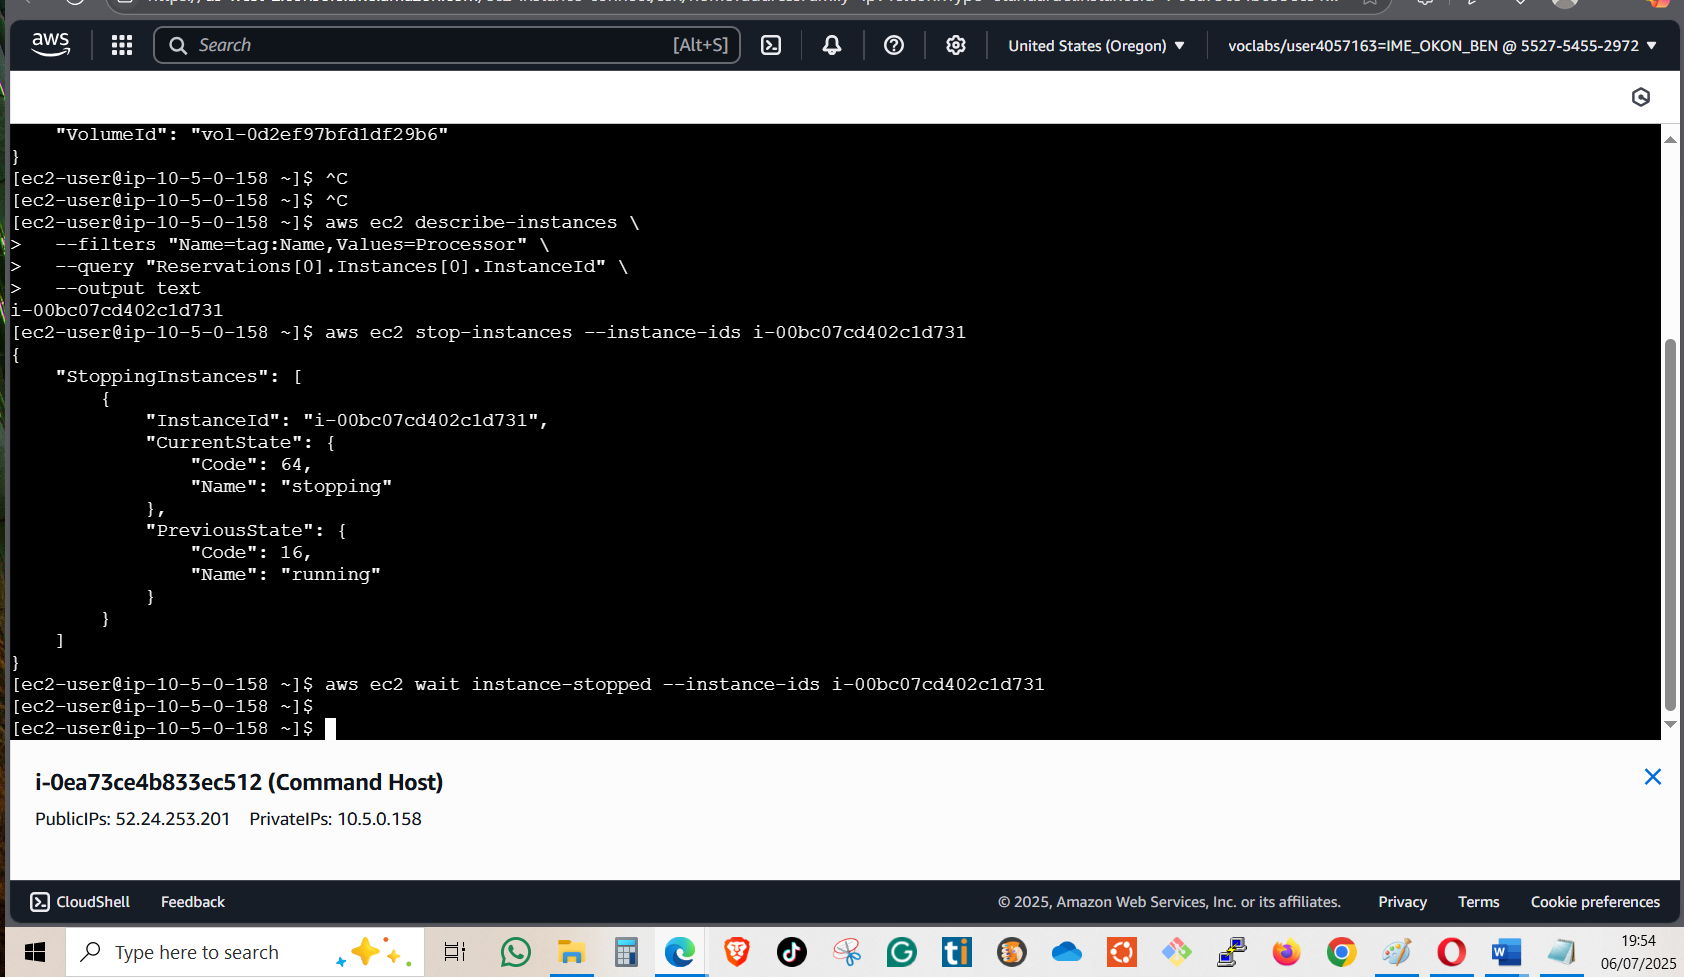 aws
Search
[Alt+S]
United States (Oregon)
voclabs/user4057163=IME_OKON_BEN @ 5527-5455-2972
"VolumeId": "vol-0d2ef97bfd1df29b6"
}
[ec2-user@ip-10-5-0-158 ~]$ ^C
[ec2-user@ip-10-5-0-158 ~]$ ^C
[ec2-user@ip-10-5-0-158 ~]$ aws ec2 describe-instances \
>   --filters "Name=tag:Name,Values=Processor" \
>   --query "Reservations[0].Instances[0].InstanceId" \
>   --output text
i-00bc07cd402c1d731
[ec2-user@ip-10-5-0-158 ~]$ aws ec2 stop-instances --instance-ids i-00bc07cd402c1d731
{
    "StoppingInstances": [
        {
            "InstanceId": "i-00bc07cd402c1d731",
            "CurrentState": {
                "Code": 64,
                "Name": "stopping"
            },
            "PreviousState": {
                "Code": 16,
                "Name": "running"
            }
        }
    ]
}
[ec2-user@ip-10-5-0-158 ~]$ aws ec2 wait instance-stopped --instance-ids i-00bc07cd402c1d731
[ec2-user@ip-10-5-0-158 ~]$
[ec2-user@ip-10-5-0-158 ~]$
i-0ea73ce4b833ec512 (Command Host)
PublicIPs: 52.24.253.201 PrivateIPs: 10.5.0.158
CloudShell
Feedback
© 2025, Amazon Web Services, Inc. or its affiliates.
Privacy
Terms
Cookie preferences
Type here to search
ti
W
19:54
06/07/2025